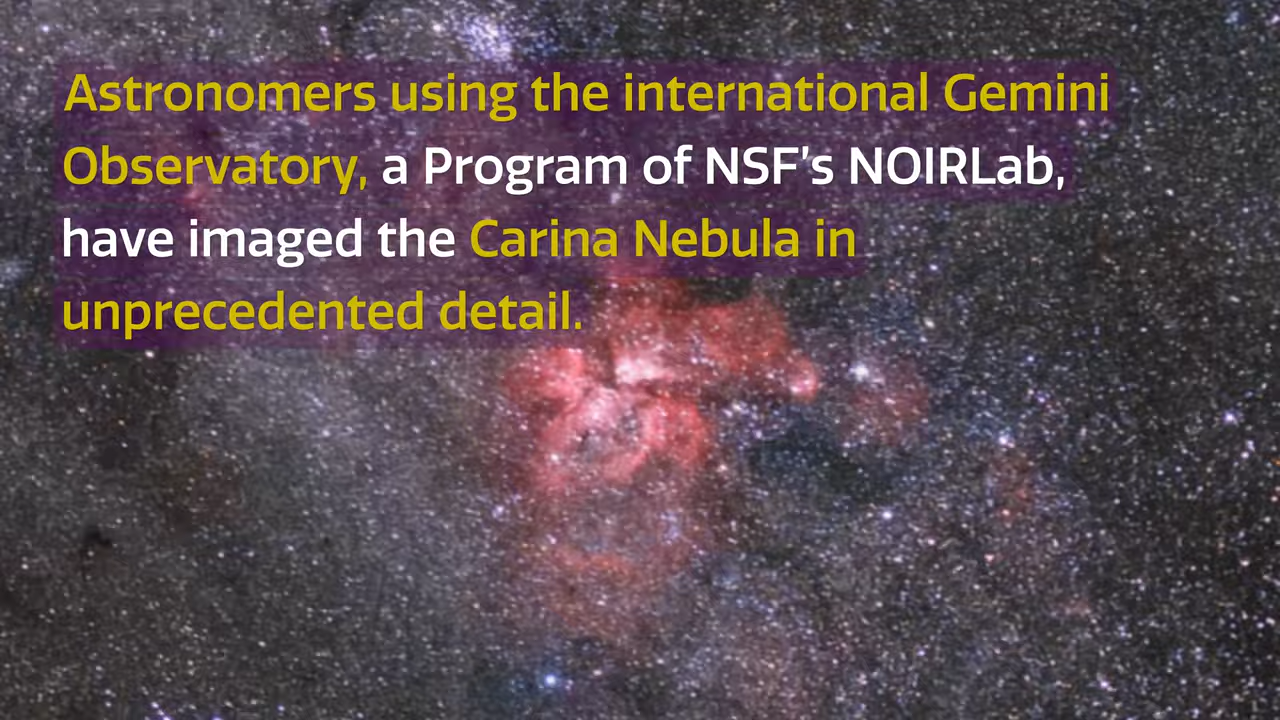 Astronomers using the international Gemini
Observatory, a Program of NSF’s NOIRLab,
have imaged the Carina Nebula in
unprecedented detail.